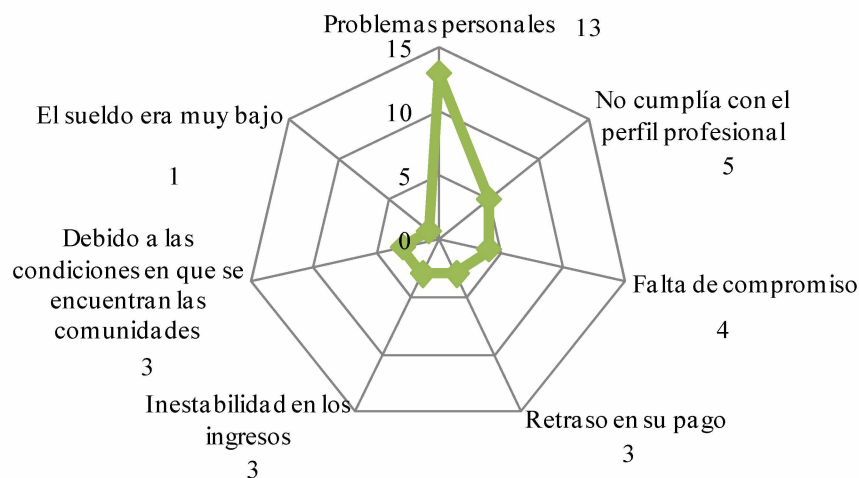 Problemas personales 13
15
10
5
0
No cumplía con el
perfil profesional
5
Falta de compromiso
4
Retraso en su pago
3
Inestabilidad en los
ingresos
3
Debido a las
condiciones en que se
encuentran las
comunidades
3
El sueldo era muy bajo
1